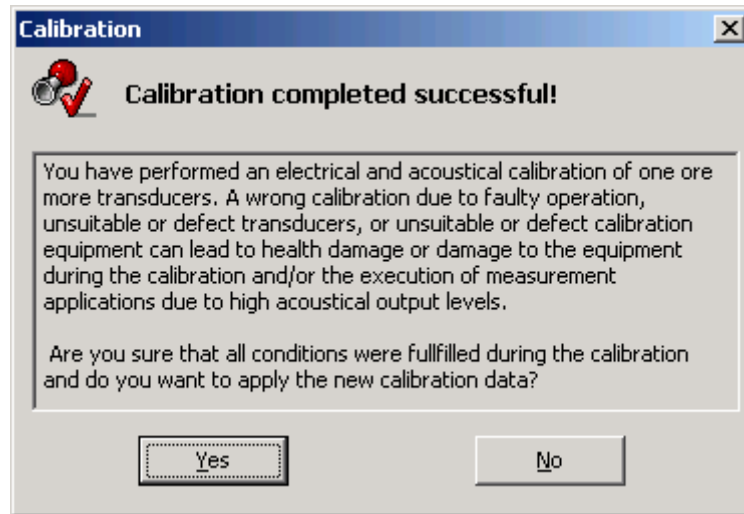 Calibration
Calibration completed successful!
You have performed an electrical and acoustical calibration of one ore
more transducers. A wrong calibration due to faulty operation,
unsuitable or defect transducers, or unsuitable or defect calibration
equipment can lead to health damage or damage to the equipment
during the calibration and/or the execution of measurement
applications due to high acoustical output levels.
Are you sure that all conditions were fullfilled during the calibration
and do you want to apply the new calibration data?
Yes
No